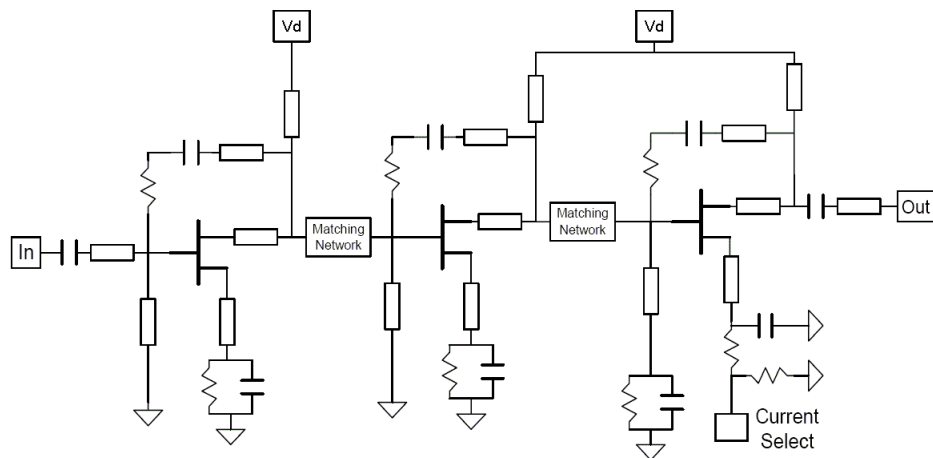 Vd
Vd
In
Matching
Network
Matching
Network
Out
Current
Select